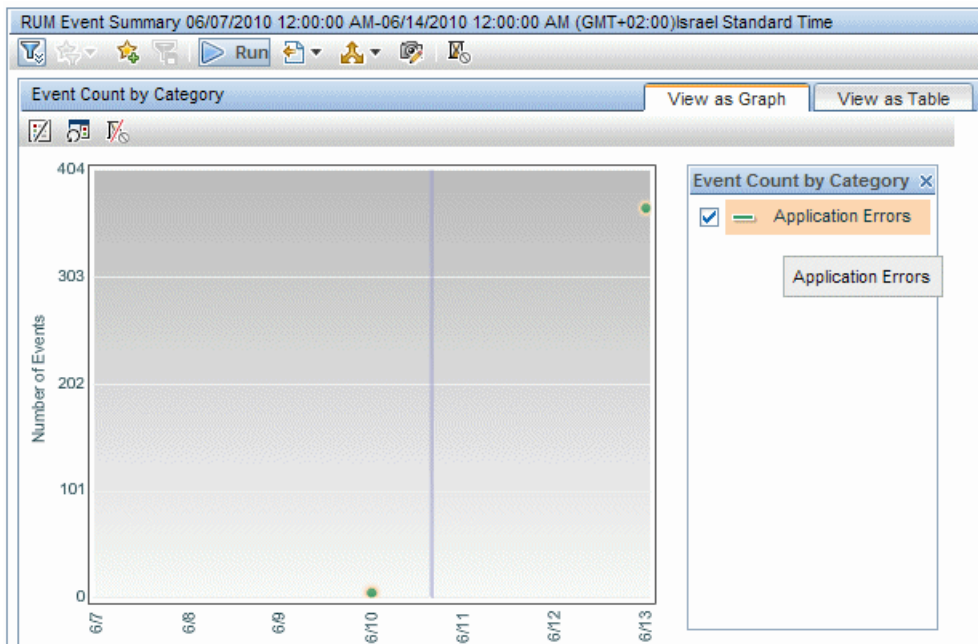 RUM Event Summary 06/07/2010 12:00:00 AM-06/14/2010 12:00:00 AM (GMT+02:00)Israel Standard Time
Run
Event Count by Category
View as Graph
View as Table
404
303
202
101
0
Number of Events
6/7
6/8
6/9
6/10
6/11
6/12
6/13
Event Count by Category
Application Errors
Application Errors